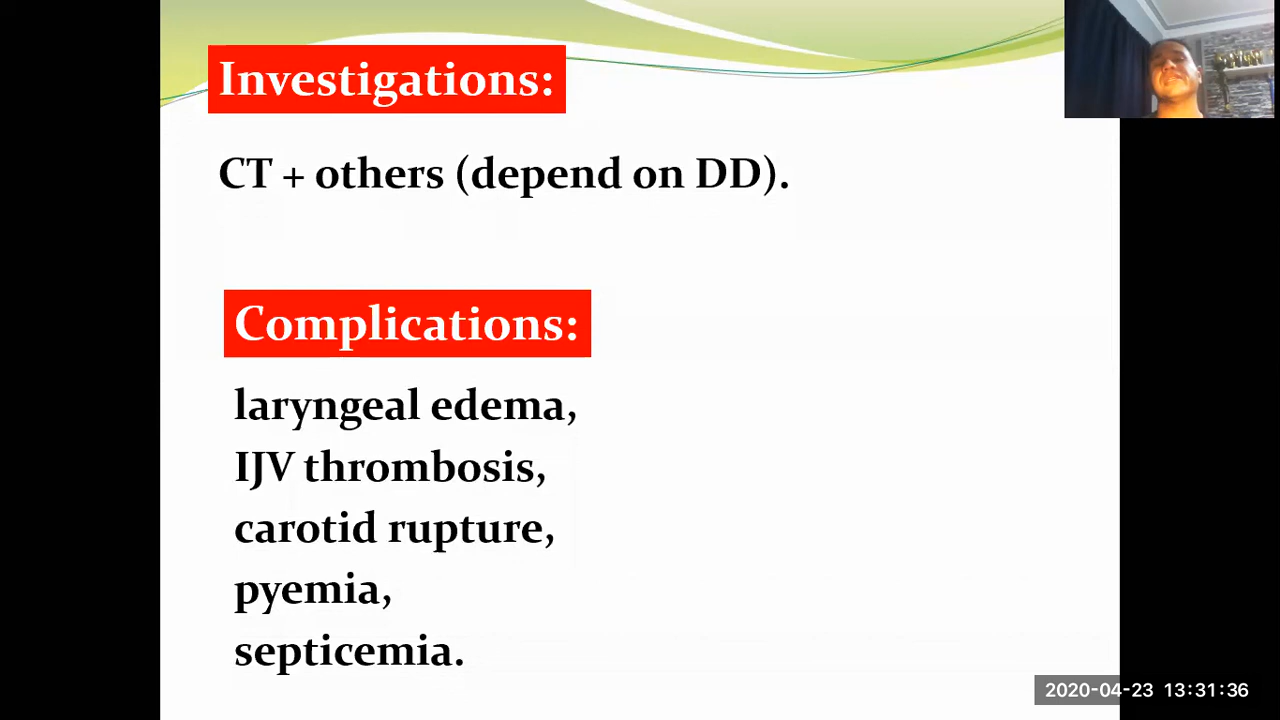 Investigations:
CT + others (depend on DD).
Complications:
laryngeal edema,
IJV thrombosis,
carotid rupture,
pyemia,
septicemia.
2020-04-23 13:31:36